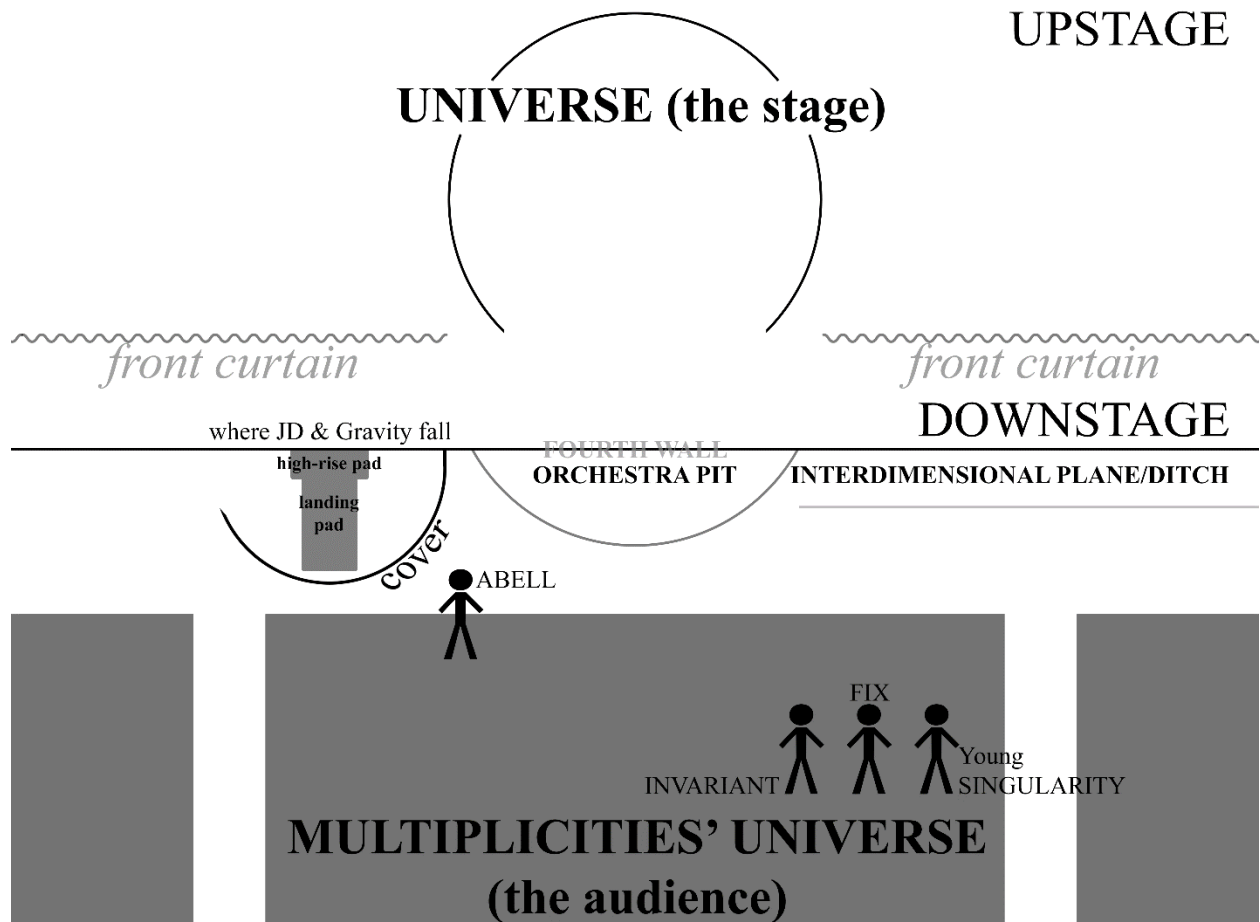 UPSTAGE
UNIVERSE (the stage)
front curtain
front curtain
DOWNSTAGE
where JD & Gravity fall
FOURTH WALL
high-rise pad
ORCHESTRA PIT
INTERDIMENSIONAL PLANE/DITCH
landing
pad
cover
ABELL
FIX
INVARIANT
Young
SINGULARITY
MULTIPLICITIES’ UNIVERSE
(the audience)